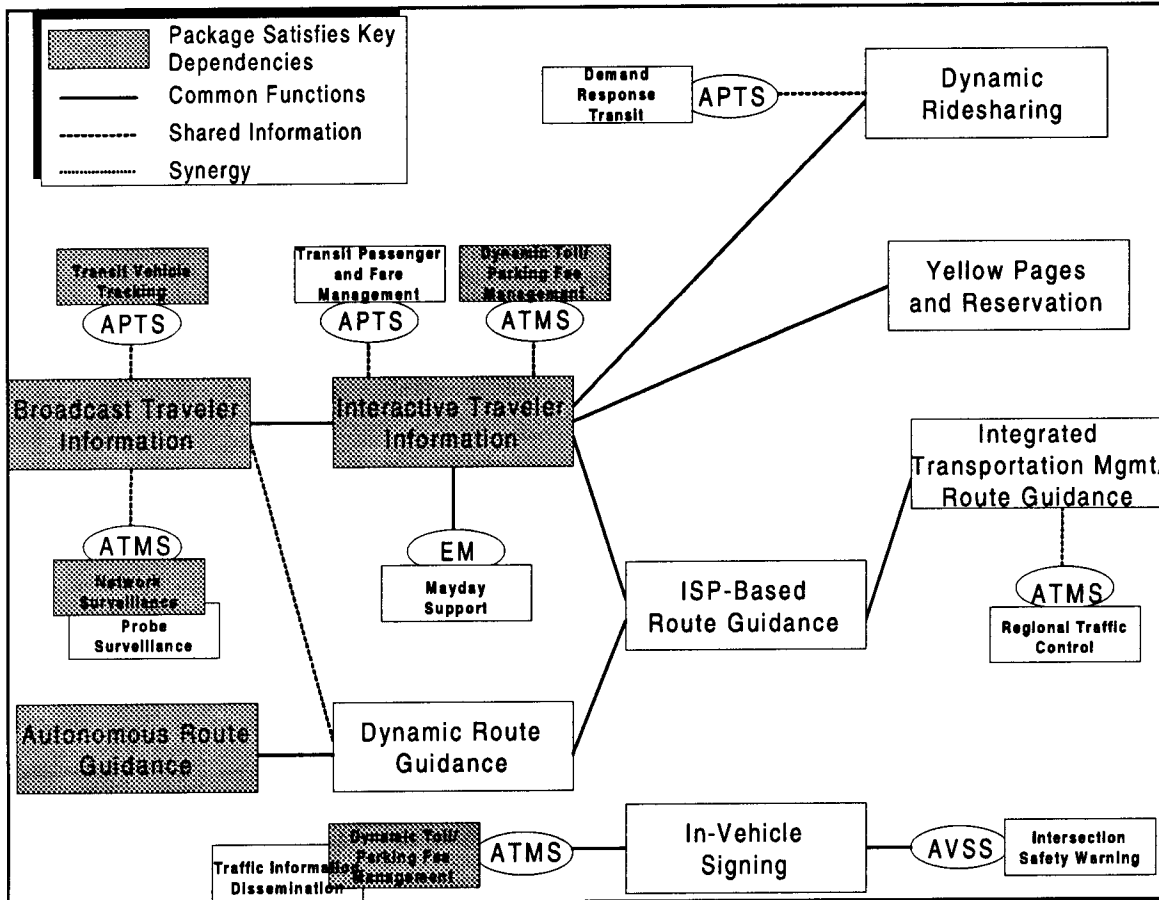 Package Satisfies Key
Dependencies
Common Functions
Shared Information
Synergy
Demand
Response
Transit
APTS
Dynamic
Ridesharing
Transit Vehicle
Tracking
APTS
Transit Passenger
and Fare
Management
APTS
Dynamic Toll/
Parking Fee
Management
ATMS
Yellow Pages
and Reservation
Broadcast Traveler
Information
Interactive Traveler
Information
Integrated
Transportation Mgmt/
Route Guidance
ATMS
Network
Surveillance
Probe
Surveillance
EM
Mayday
Support
ISP-Based
Route Guidance
ATMS
Regional Traffic
Control
Autonomous Route
Guidance
Dynamic Route
Guidance
Dynamic Toll/
Parking Fee
Management
Traffic Information
Dissemination
ATMS
In-Vehicle
Signing
AVSS
Intersection
Safety Warning